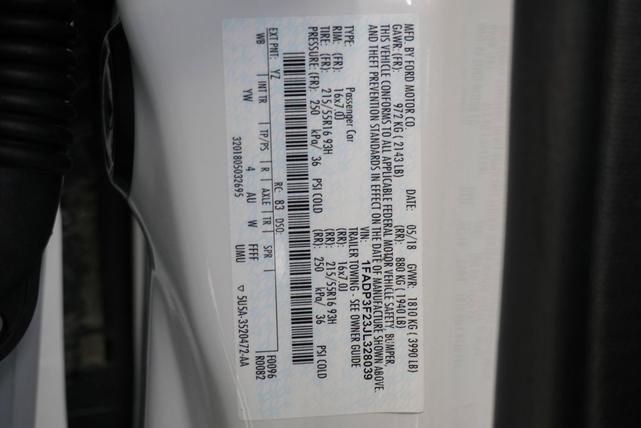 MFD. BY FORD MOTOR CO.
DATE: 05/18 GVWR: 1810 KG ( 3990 LB)
GAWR: (FR): 972 KG ( 2143 LB) (RR): 880 KG ( 1940 LB)
THIS VEHICLE CONFORMS TO ALL APPLICABLE FEDERAL MOTOR VEHICLE SAFETY, BUMPER,
AND THEFT PREVENTION STANDARDS IN EFFECT ON THE DATE OF MANUFACTURE SHOWN ABOVE.
VIN: 1FADP3F23JL328039
TYPE: Passenger Car TRAILER TOWING - SEE OWNER GUIDE
RIM: (FR): 16x7.0J (RR): 16x7.0J
TIRE: (FR): 215/55R16 93H (RR): 215/55R16 93H
PRESSURE: (FR): 250 kPa/ 36 PSI COLD (RR): 250 kPa/ 36 PSI COLD
EXT PNT: YZ RC: 83 DSO: F0096
WB INT TR TP/PS R AXLE TR SPR R0082
YW 4 AU W FFFF UMU
3201805032695 5U5A-3520472-AA